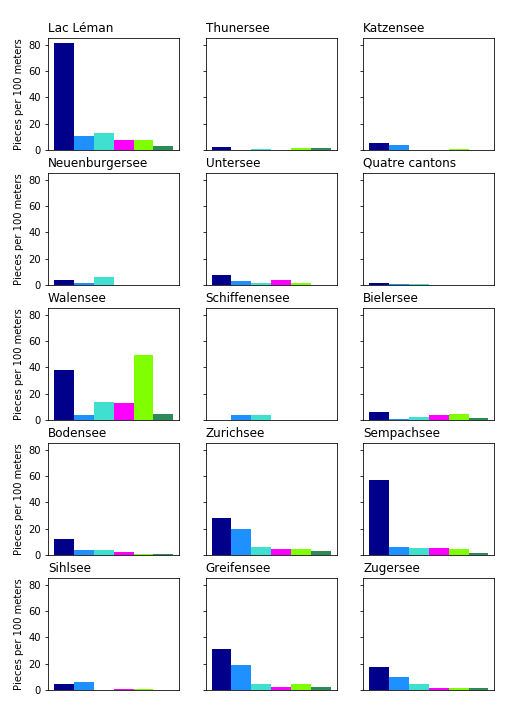 Lac Léman Thunersee Katzensee
80
60
40
20
0
Pieces per 100 meters
Neuenburgersee Untersee Quatre cantons
80
60
40
20
0
Pieces per 100 meters
Walensee Schiffenensee Bielersee
80
60
40
20
0
Pieces per 100 meters
Bodensee Zurichsee Sempachsee
80
60
40
20
0
Pieces per 100 meters
Sihlsee Greifensee Zugersee
80
60
40
20
0
Pieces per 100 meters